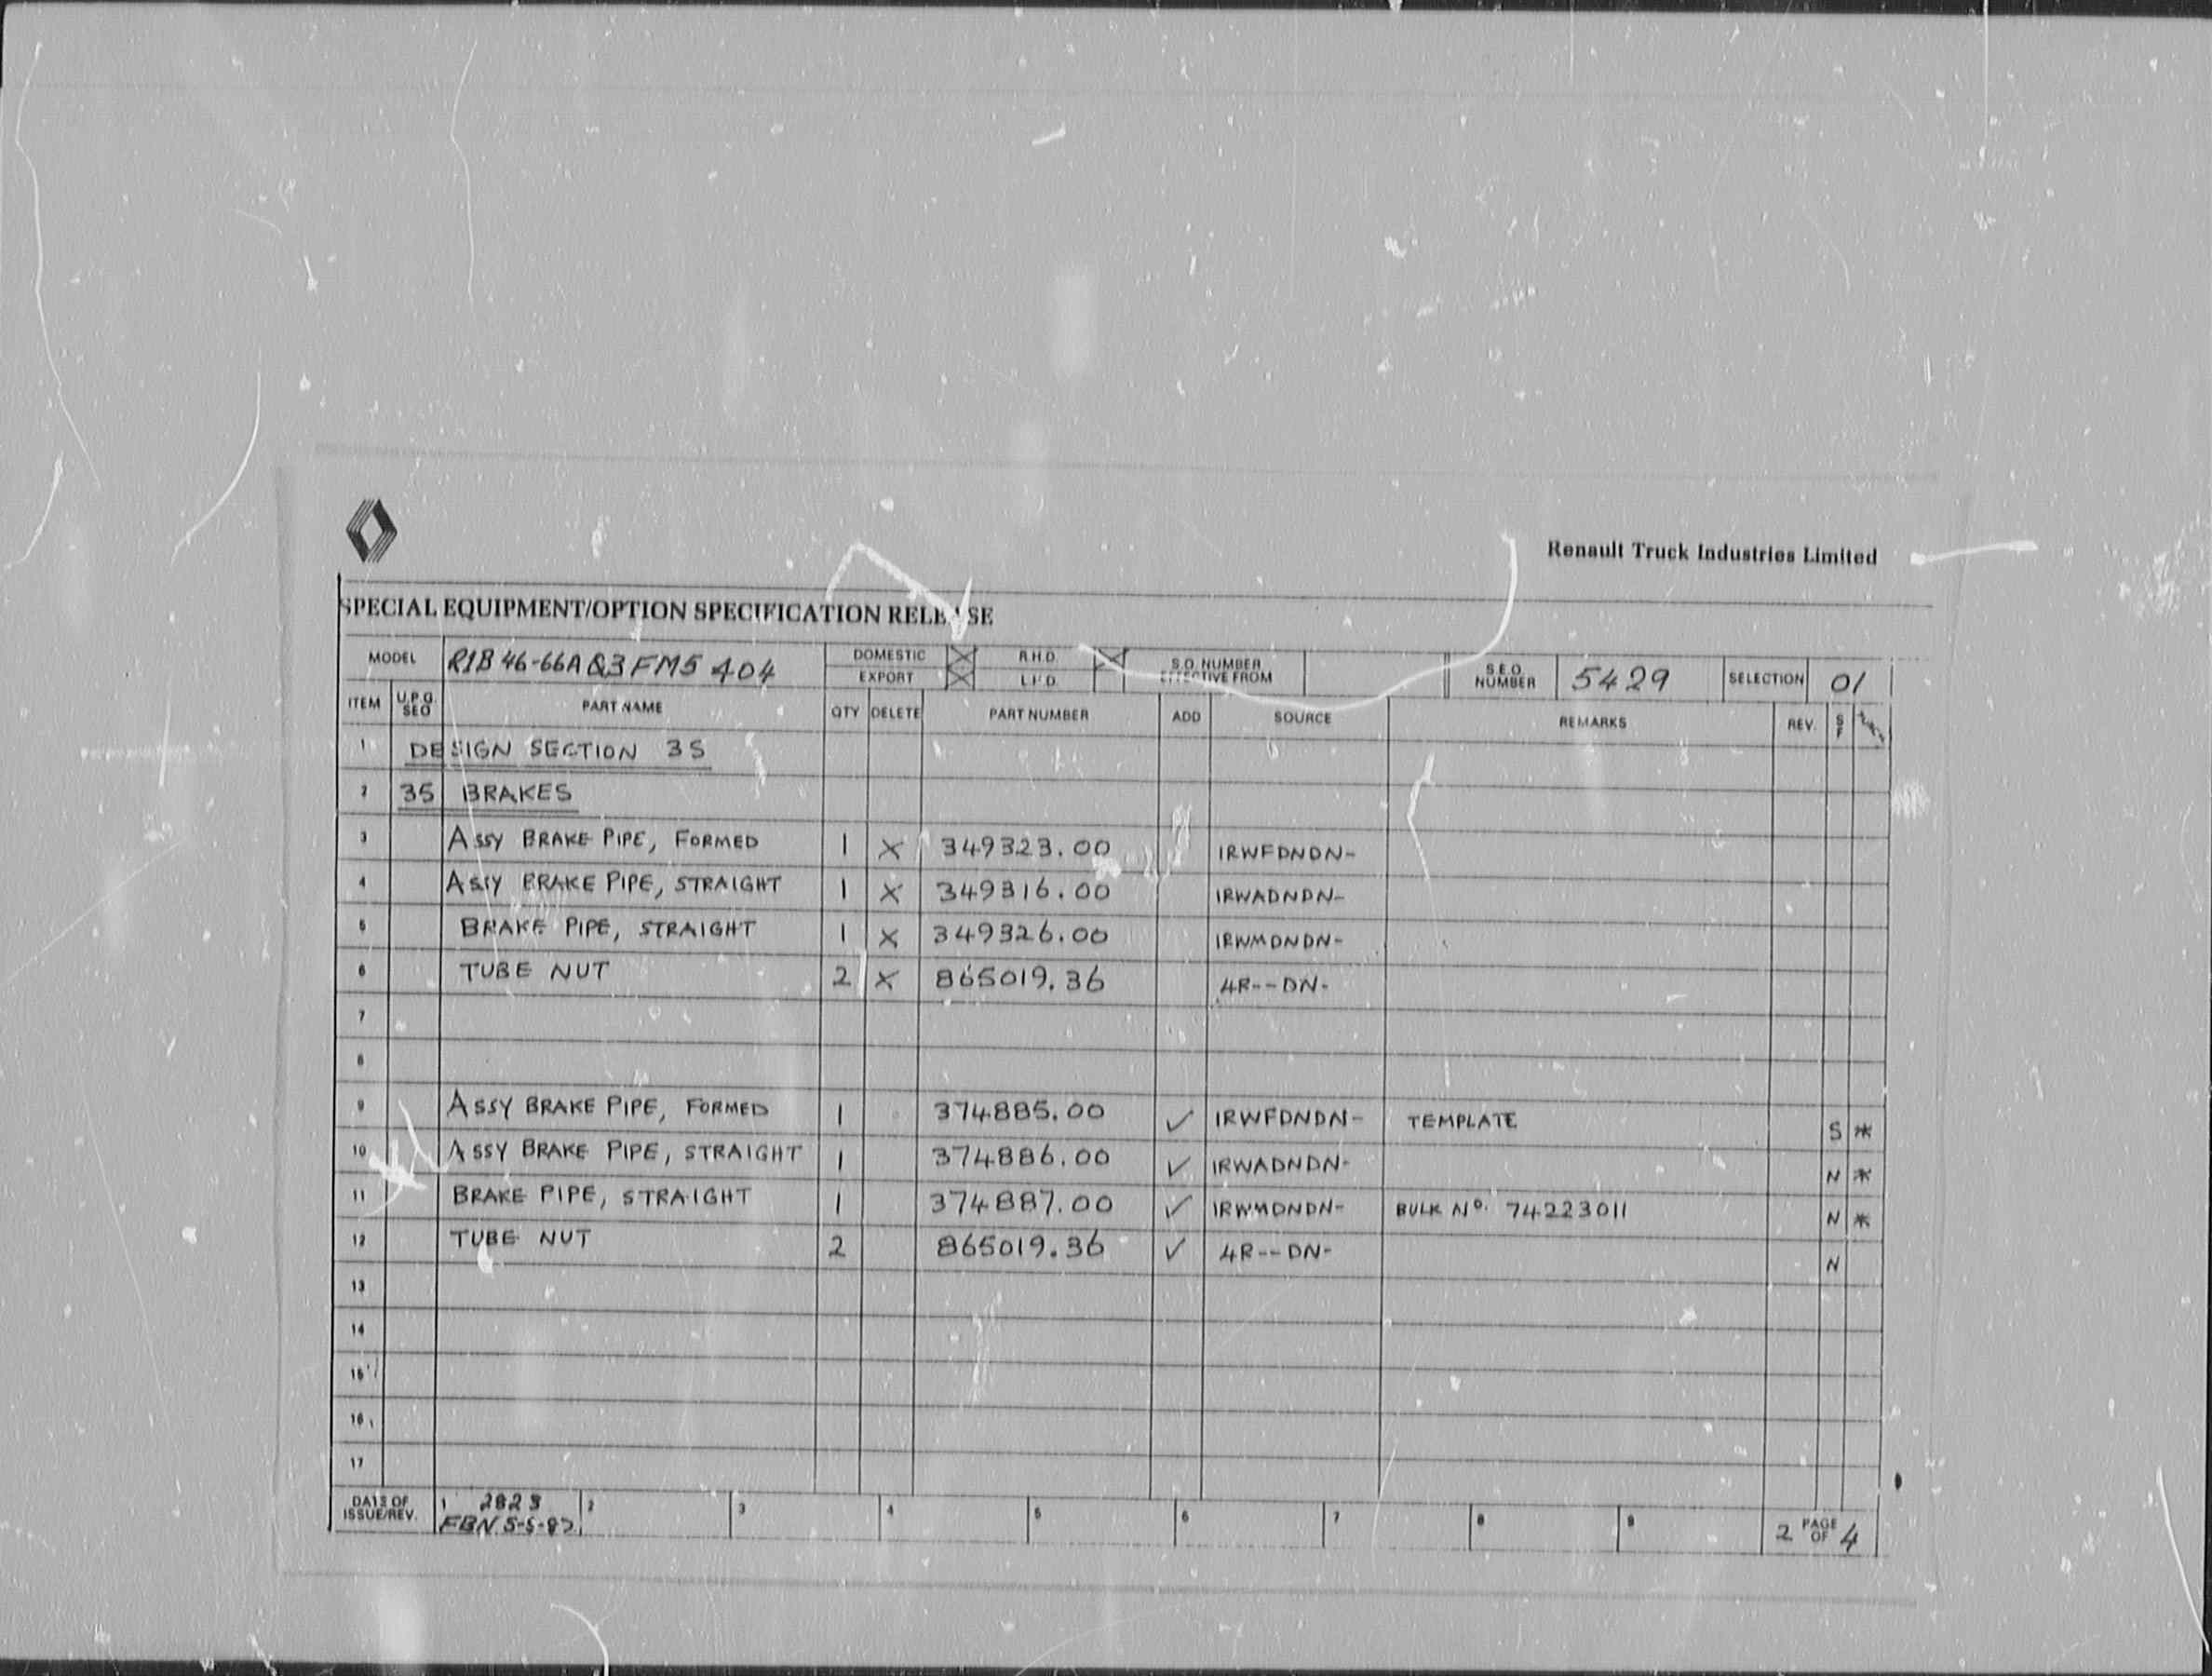 Renault Truck Industries Limited
SPECIAL EQUIPMENT/OPTION SPECIFICATION RELEASE
MODEL R1B 46-66A Q3 FM5 404 DOMESTIC R.H.D. S.O. NUMBER S.E.O. NUMBER 5429 SELECTION 01
EXPORT L.H.D. EFFECTIVE FROM
ITEM U.P.G. SEO PART NAME QTY DELETE PART NUMBER ADD SOURCE REMARKS REV. S F
1 DESIGN SECTION 35
2 35 BRAKES
3 ASSY BRAKE PIPE, FORMED 1 X 349323.00 IRWFDNDN-
4 ASSY BRAKE PIPE, STRAIGHT 1 X 349316.00 IRWADNDN-
5 BRAKE PIPE, STRAIGHT 1 X 349326.00 IRWMDNDN-
6 TUBE NUT 2 X 865019.36 4R--DN-
7
8
9 ASSY BRAKE PIPE, FORMED 1 374885.00 ✓ IRWFDNDN- TEMPLATE S *
10 ASSY BRAKE PIPE, STRAIGHT 1 374886.00 ✓ IRWADNDN- N *
11 BRAKE PIPE, STRAIGHT 1 374887.00 ✓ IRWMDNDN- BULK No. 74223011 N *
12 TUBE NUT 2 865019.36 ✓ 4R--DN- N
13
14
15
16
17
DATE OF ISSUE/REV. 1 2823 2 3 4 5 6 7 8 9 2 PAGE OF 4
FBN